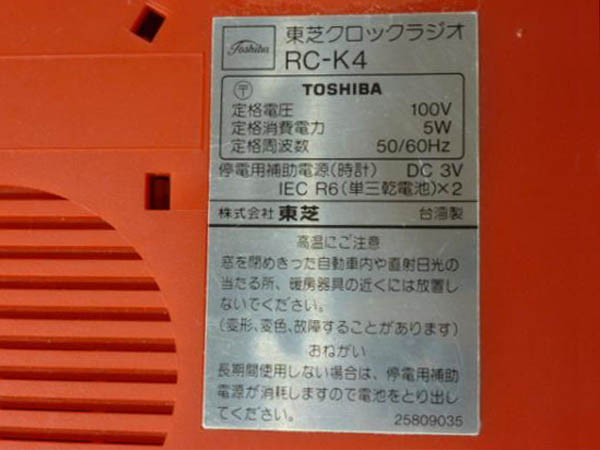 Toshiba
東芝クロックラジオ
RC-K4
〒 TOSHIBA
定格電圧 100V
定格消費電力 5W
定格周波数 50/60Hz
停電用補助電源(時計) DC 3V
IEC R6(単三乾電池)×2
株式会社 東芝 台湾製
高温にご注意
窓を閉めきった自動車内や直射日光の
当たる所、暖房器具の近くには放置し
ないでください。
(変形、変色、故障することがあります)
おねがい
長期間使用しない場合は、停電用補助
電源が消耗しますので電池をとり出し
てください。 25809035